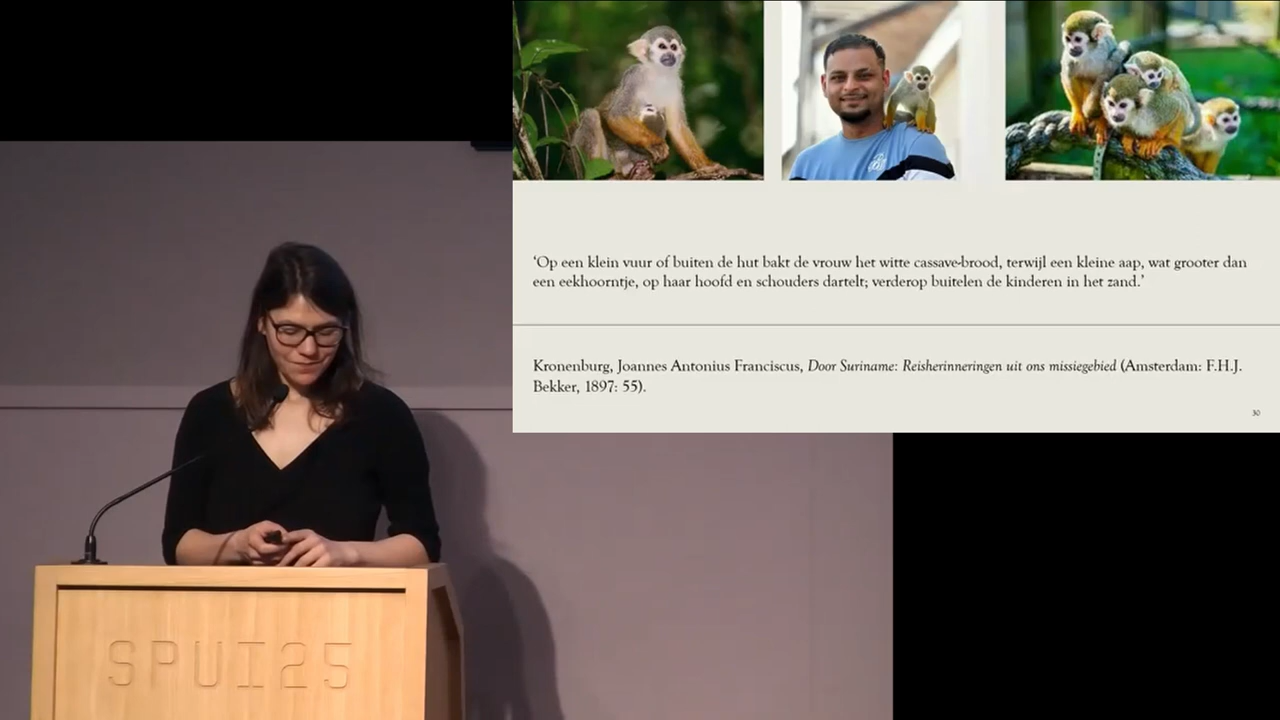 ‘Op een klein vuur of buiten de hut bakt de vrouw het witte cassave-brood, terwijl een kleine aap, wat grooter dan
een eekhoorntje, op haar hoofd en schouders dartelt; verderop buitelen de kinderen in het zand.’
Kronenburg, Joannes Antonius Franciscus, Door Suriname: Reisherinneringen uit ons missiegebied (Amsterdam: F.H.J.
Bekker, 1897: 55).
30
SPUI25